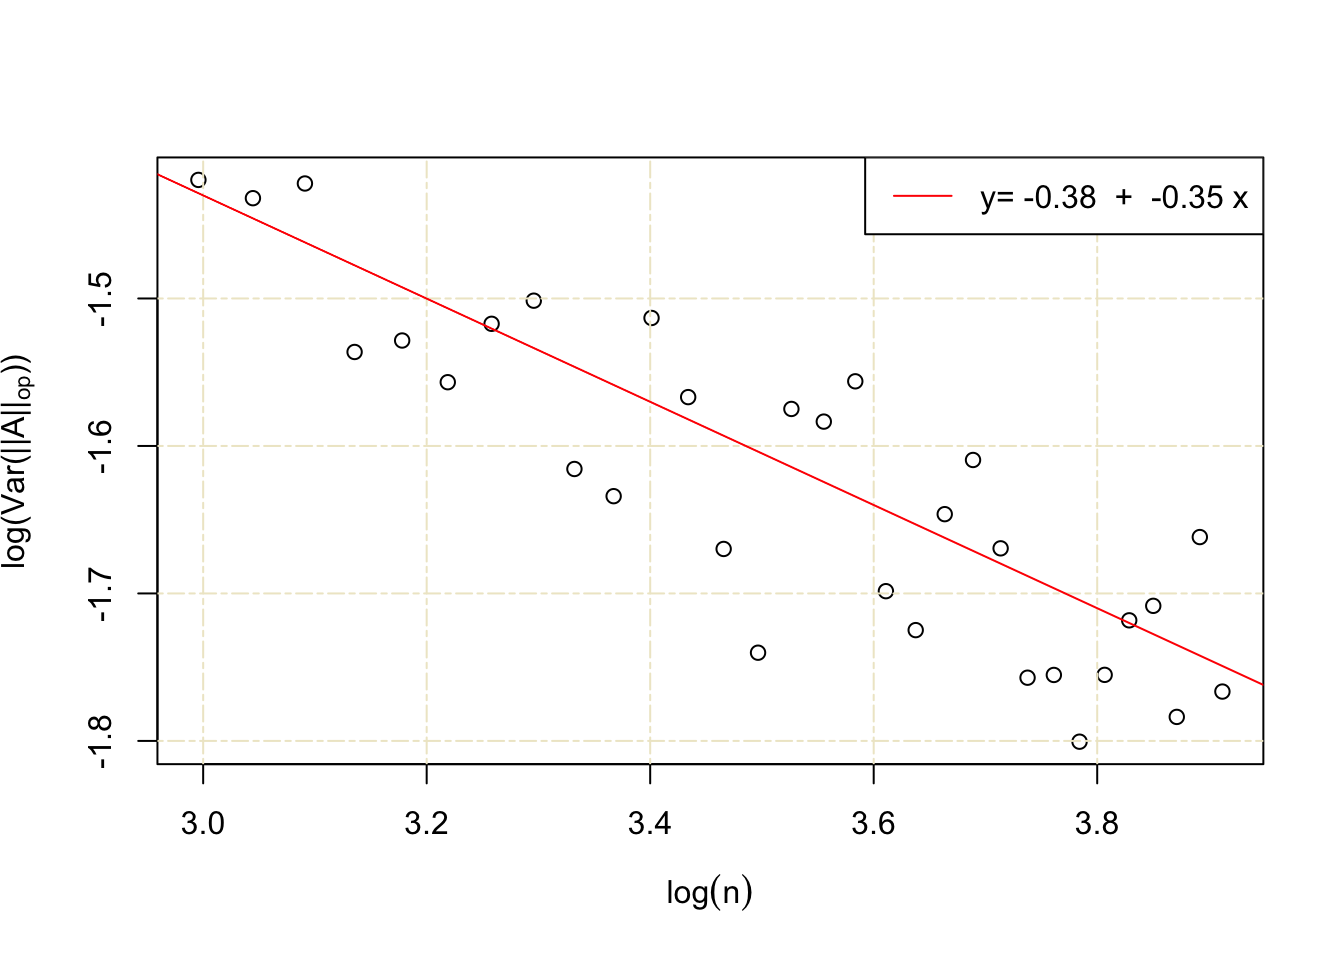 y= -0.38 + -0.35 x
log(Var(||A||op))
-1.5
-1.6
-1.7
-1.8
3.0 3.2 3.4 3.6 3.8
log(n)